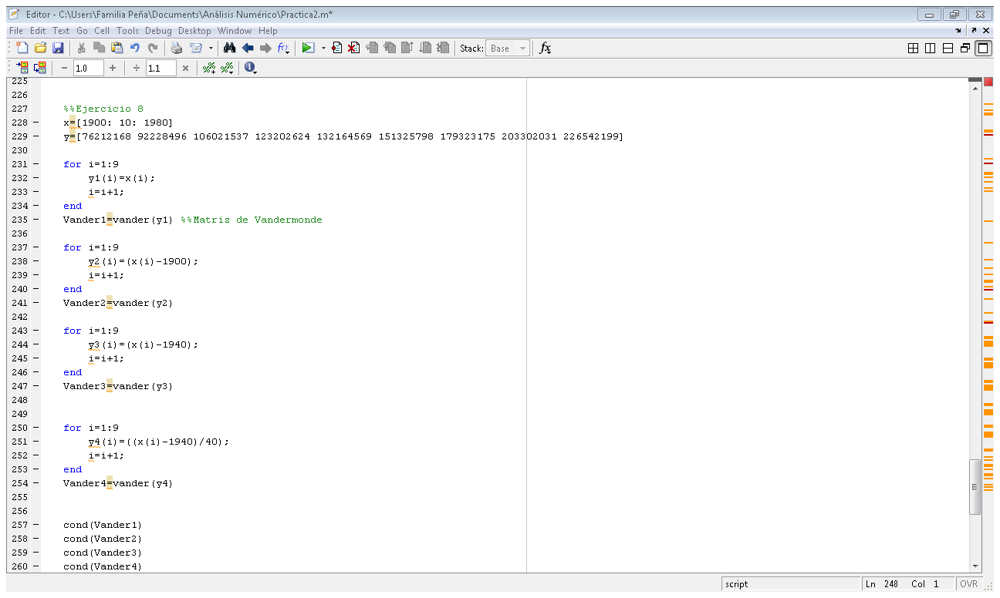 Editor - C:\Users\Familia Peña\Documents\Análisis Numérico\Practica2.m*
File Edit Text Go Cell Tools Debug Desktop Window Help
Stack: Base fx
− 1.0 + ÷ 1.1 ×
225
226
227 %%Ejercicio 8
228 − x=[1900: 10: 1980]
229 − y=[76212168 92228496 106021537 123202624 132164569 151325798 179323175 203302031 226542199]
230
231 − for i=1:9
232 − y1(i)=x(i);
233 − i=i+1;
234 − end
235 − Vander1=vander(y1) %%Matriz de Vandermonde
236
237 − for i=1:9
238 − y2(i)=(x(i)-1900);
239 − i=i+1;
240 − end
241 − Vander2=vander(y2)
242
243 − for i=1:9
244 − y3(i)=(x(i)-1940);
245 − i=i+1;
246 − end
247 − Vander3=vander(y3)
248
249
250 − for i=1:9
251 − y4(i)=((x(i)-1940)/40);
252 − i=i+1;
253 − end
254 − Vander4=vander(y4)
255
256
257 − cond(Vander1)
258 − cond(Vander2)
259 − cond(Vander3)
260 − cond(Vander4)
script Ln 248 Col 1 OVR